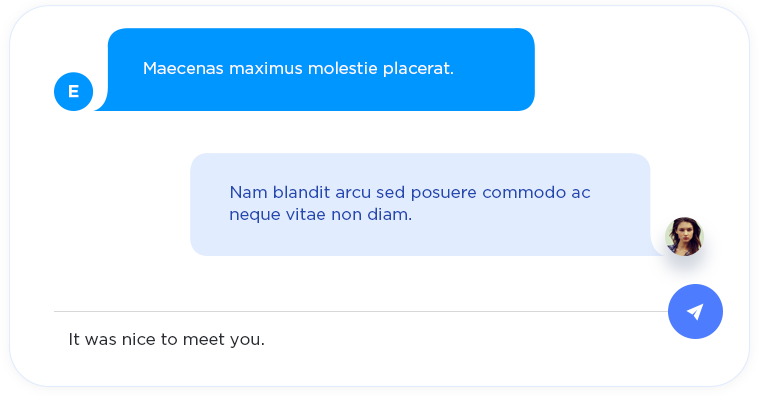 Maecenas maximus molestie placerat.
E
Nam blandit arcu sed posuere commodo ac
neque vitae non diam.
It was nice to meet you.